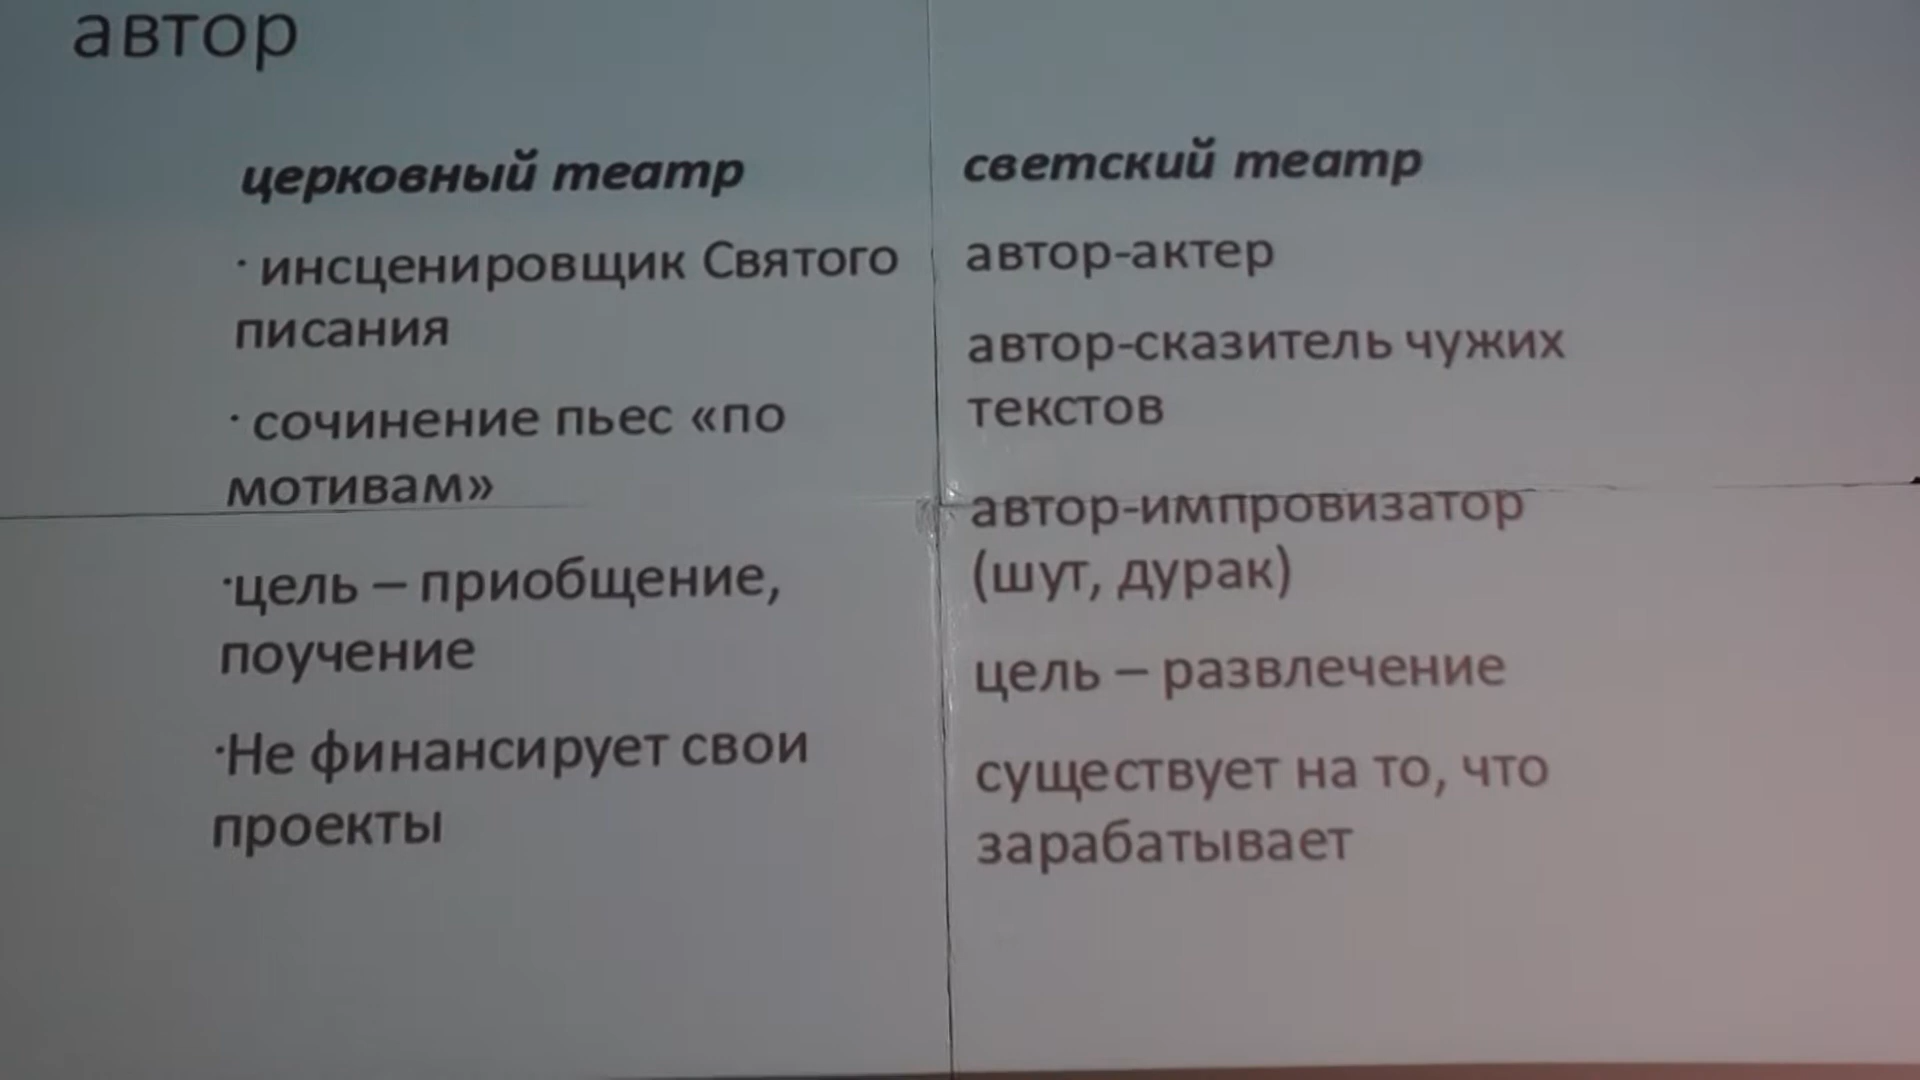 автор
церковный театр
· инсценировщик Святого
писания
· сочинение пьес «по
мотивам»
·цель – приобщение,
поучение
·Не финансирует свои
проекты
светский театр
автор-актер
автор-сказитель чужих
текстов
автор-импровизатор
(шут, дурак)
цель – развлечение
существует на то, что
зарабатывает